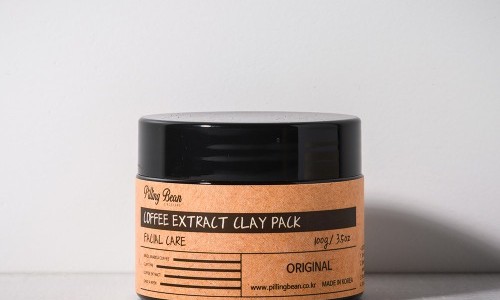 Pilling Bean
COFFEE EXTRACT CLAY PACK
FACIAL CARE
100g/ 3.5oz
ORIGINAL
www.pillingbean.co.kr MADE IN KOREA